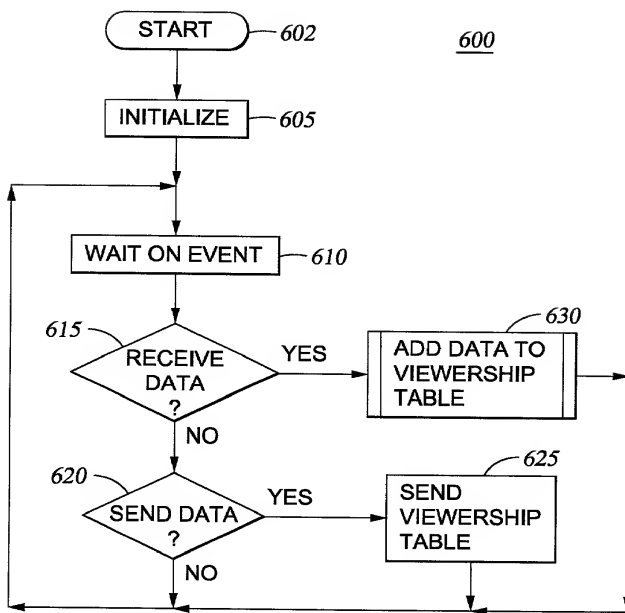 START
602
600
INITIALIZE
605
WAIT ON EVENT
610
615
RECEIVE
DATA
?
YES
630
ADD DATA TO
VIEWERSHIP
TABLE
NO
620
SEND DATA
?
YES
625
SEND
VIEWERSHIP
TABLE
NO